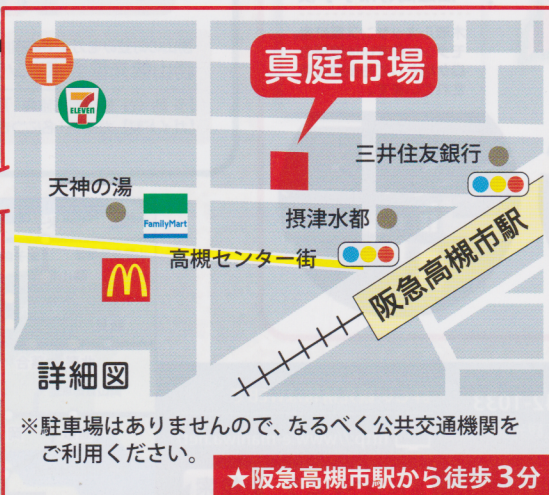 真庭市場
ELEVEN
三井住友銀行
天神の湯
FamilyMart
摂津水都
高槻センター街
阪急高槻市駅
詳細図
※駐車場はありませんので、なるべく公共交通機関を
ご利用ください。
★阪急高槻市駅から徒歩3分